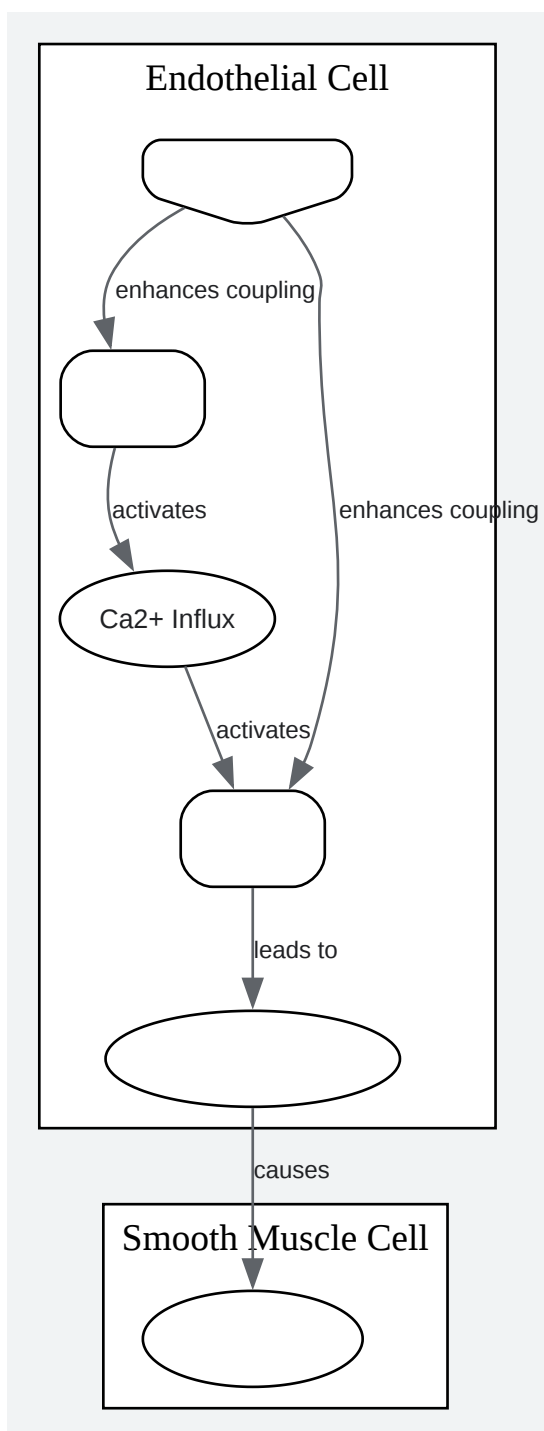 Endothelial Cell
enhances coupling
activates
enhances coupling
Ca2+ Influx
activates
leads to
causes
Smooth Muscle Cell